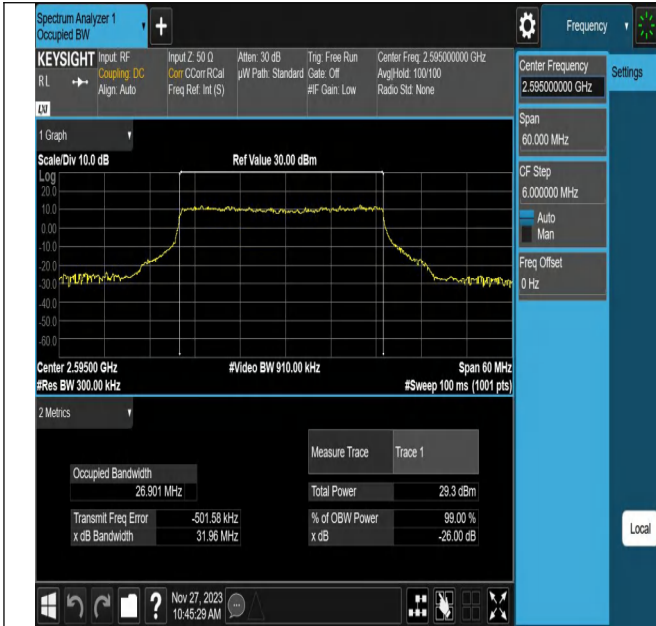 Spectrum Analyzer 1
Occupied BW
Frequency
KEYSIGHT
Input: RF
Input Z: 50 Ω
Atten: 30 dB
Trig: Free Run
Center Freq: 2.595000000 GHz
RL
Coupling: DC
Corr CCorr RCal
µW Path: Standard
Gate: Off
Avg|Hold: 100/100
Align: Auto
Freq Ref: Int (S)
#IF Gain: Low
Radio Std: None
LXI
1 Graph
Scale/Div 10.0 dB
Ref Value 30.00 dBm
Log
20.0
10.0
0.00
-10.0
-20.0
-30.0
-40.0
-50.0
-60.0
Center 2.59500 GHz
#Video BW 910.00 kHz
Span 60 MHz
#Res BW 300.00 kHz
#Sweep 100 ms (1001 pts)
2 Metrics
Measure Trace
Trace 1
Occupied Bandwidth
26.901 MHz
Total Power
29.3 dBm
Transmit Freq Error
-501.58 kHz
% of OBW Power
99.00 %
x dB Bandwidth
31.96 MHz
x dB
-26.00 dB
Nov 27, 2023
10:45:29 AM
Center Frequency
2.595000000 GHz
Settings
Span
60.000 MHz
CF Step
6.000000 MHz
Auto
Man
Freq Offset
0 Hz
Local